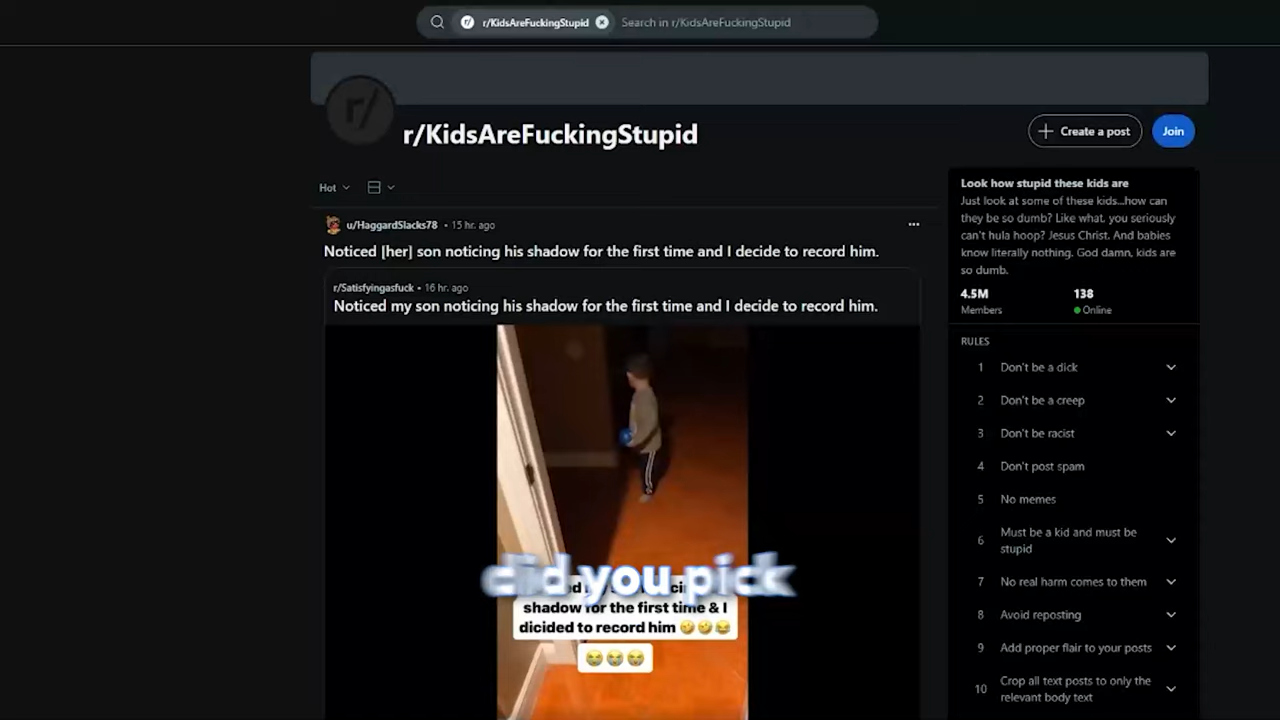 r/KidsAreFuckingStupid
Search in r/KidsAreFuckingStupid
r/
r/KidsAreFuckingStupid
Create a post
Join
Hot
u/HaggardSlacks78 • 15 hr. ago
Noticed [her] son noticing his shadow for the first time and I decide to record him.
r/Satisfyingasfuck • 16 hr. ago
Noticed my son noticing his shadow for the first time and I decide to record him.
did you pick
shadow for the first time & I
dicided to record him 🤣🤣😂
😭😭😭
Look how stupid these kids are
Just look at some of these kids...how can
they be so dumb? Like what, you seriously
can't hula hoop? Jesus Christ. And babies
know literally nothing. God damn, kids are
so dumb.
4.5M
138
Members
Online
RULES
1 Don't be a dick
2 Don't be a creep
3 Don't be racist
4 Don't post spam
5 No memes
6 Must be a kid and must be
stupid
7 No real harm comes to them
8 Avoid reporting
9 Add proper flair to your posts
10 Crop all text posts to only the
relevant body text